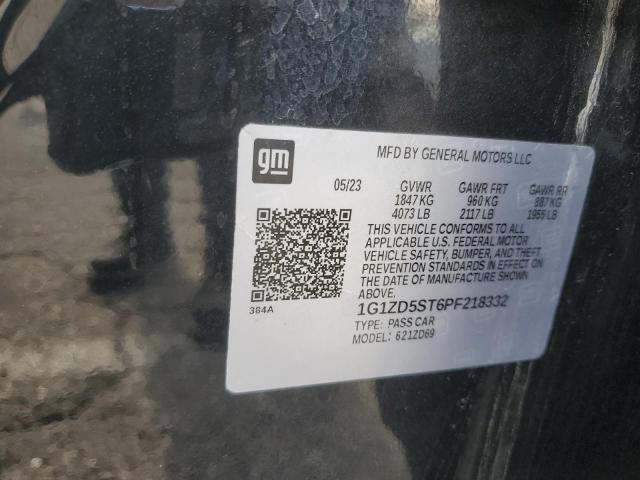 gm
MFD BY GENERAL MOTORS LLC
05/23 GVWR GAWR FRT GAWR RR
1847 KG 960 KG 887 KG
4073 LB 2117 LB 1955 LB
THIS VEHICLE CONFORMS TO ALL
APPLICABLE U.S. FEDERAL MOTOR
VEHICLE SAFETY, BUMPER, AND THEFT
PREVENTION STANDARDS IN EFFECT ON
THE DATE OF MANUFACTURE SHOWN
ABOVE.
384A
1G1ZD5ST6PF218332
TYPE: PASS CAR
MODEL: 621ZD69